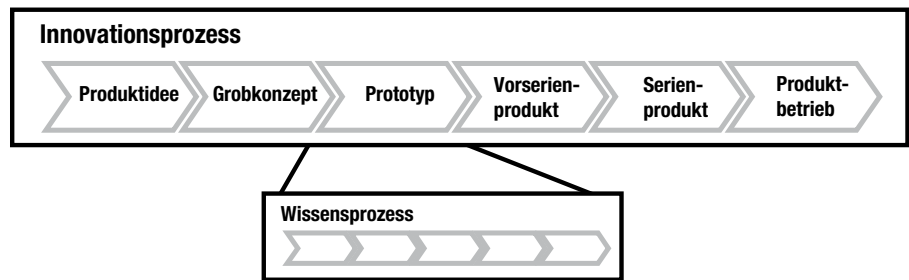 Innovationsprozess
Produktidee
Grobkonzept
Prototyp
Vorserien-
produkt
Serien-
produkt
Produkt-
betrieb
Wissensprozess